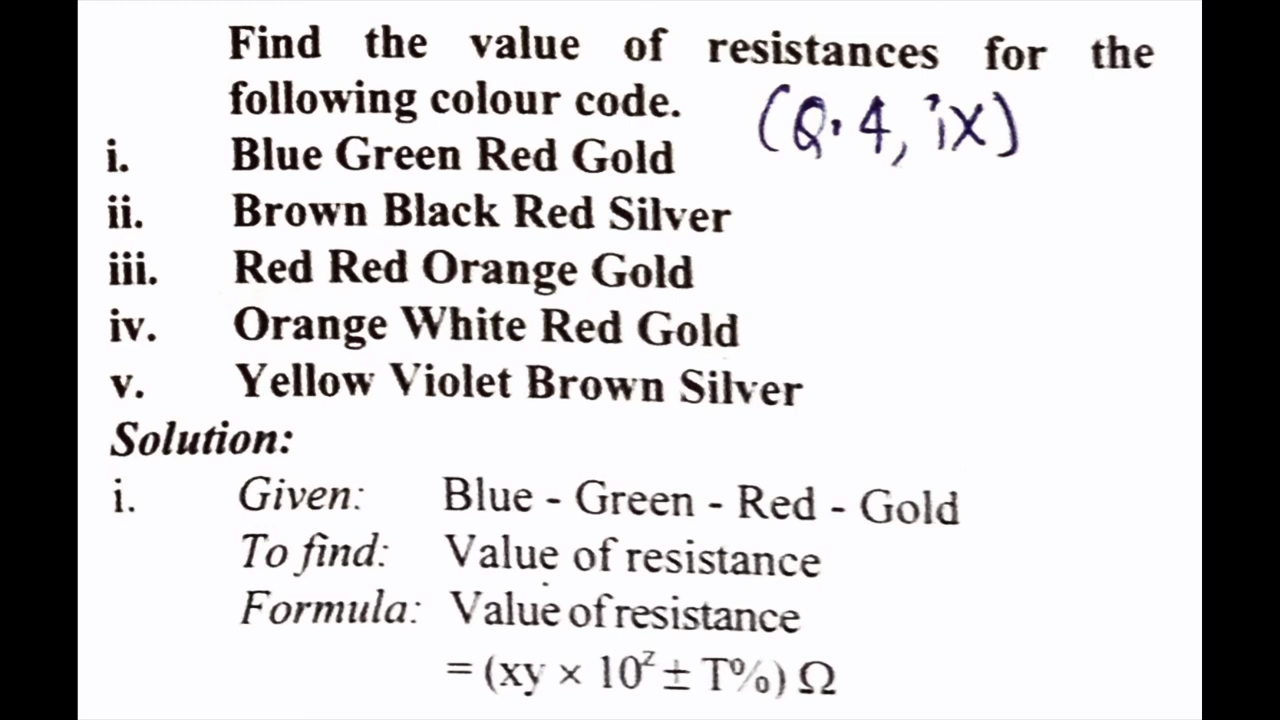 Find the value of resistances for the
following colour code. (Q. 4, ix)
i. Blue Green Red Gold
ii. Brown Black Red Silver
iii. Red Red Orange Gold
iv. Orange White Red Gold
v. Yellow Violet Brown Silver
Solution:
i. Given: Blue - Green - Red - Gold
To find: Value of resistance
Formula: Value of resistance
= (xy × 10ᶻ ± T%) Ω